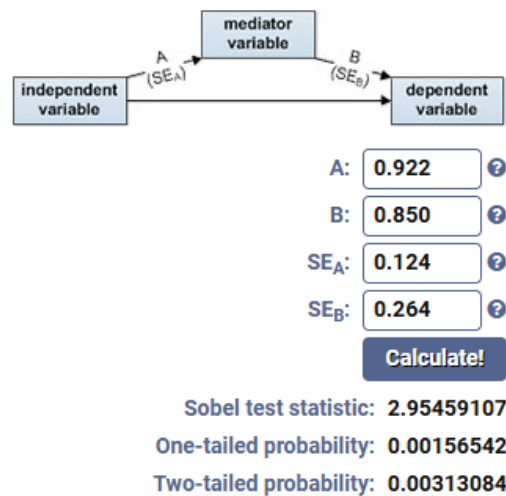 mediator
variable
A
(SEA)
B
(SEB)
independent
variable
dependent
variable
A: 0.922 ?
B: 0.850 ?
SEA: 0.124 ?
SEB: 0.264 ?
Calculate!
Sobel test statistic: 2.95459107
One-tailed probability: 0.00156542
Two-tailed probability: 0.00313084